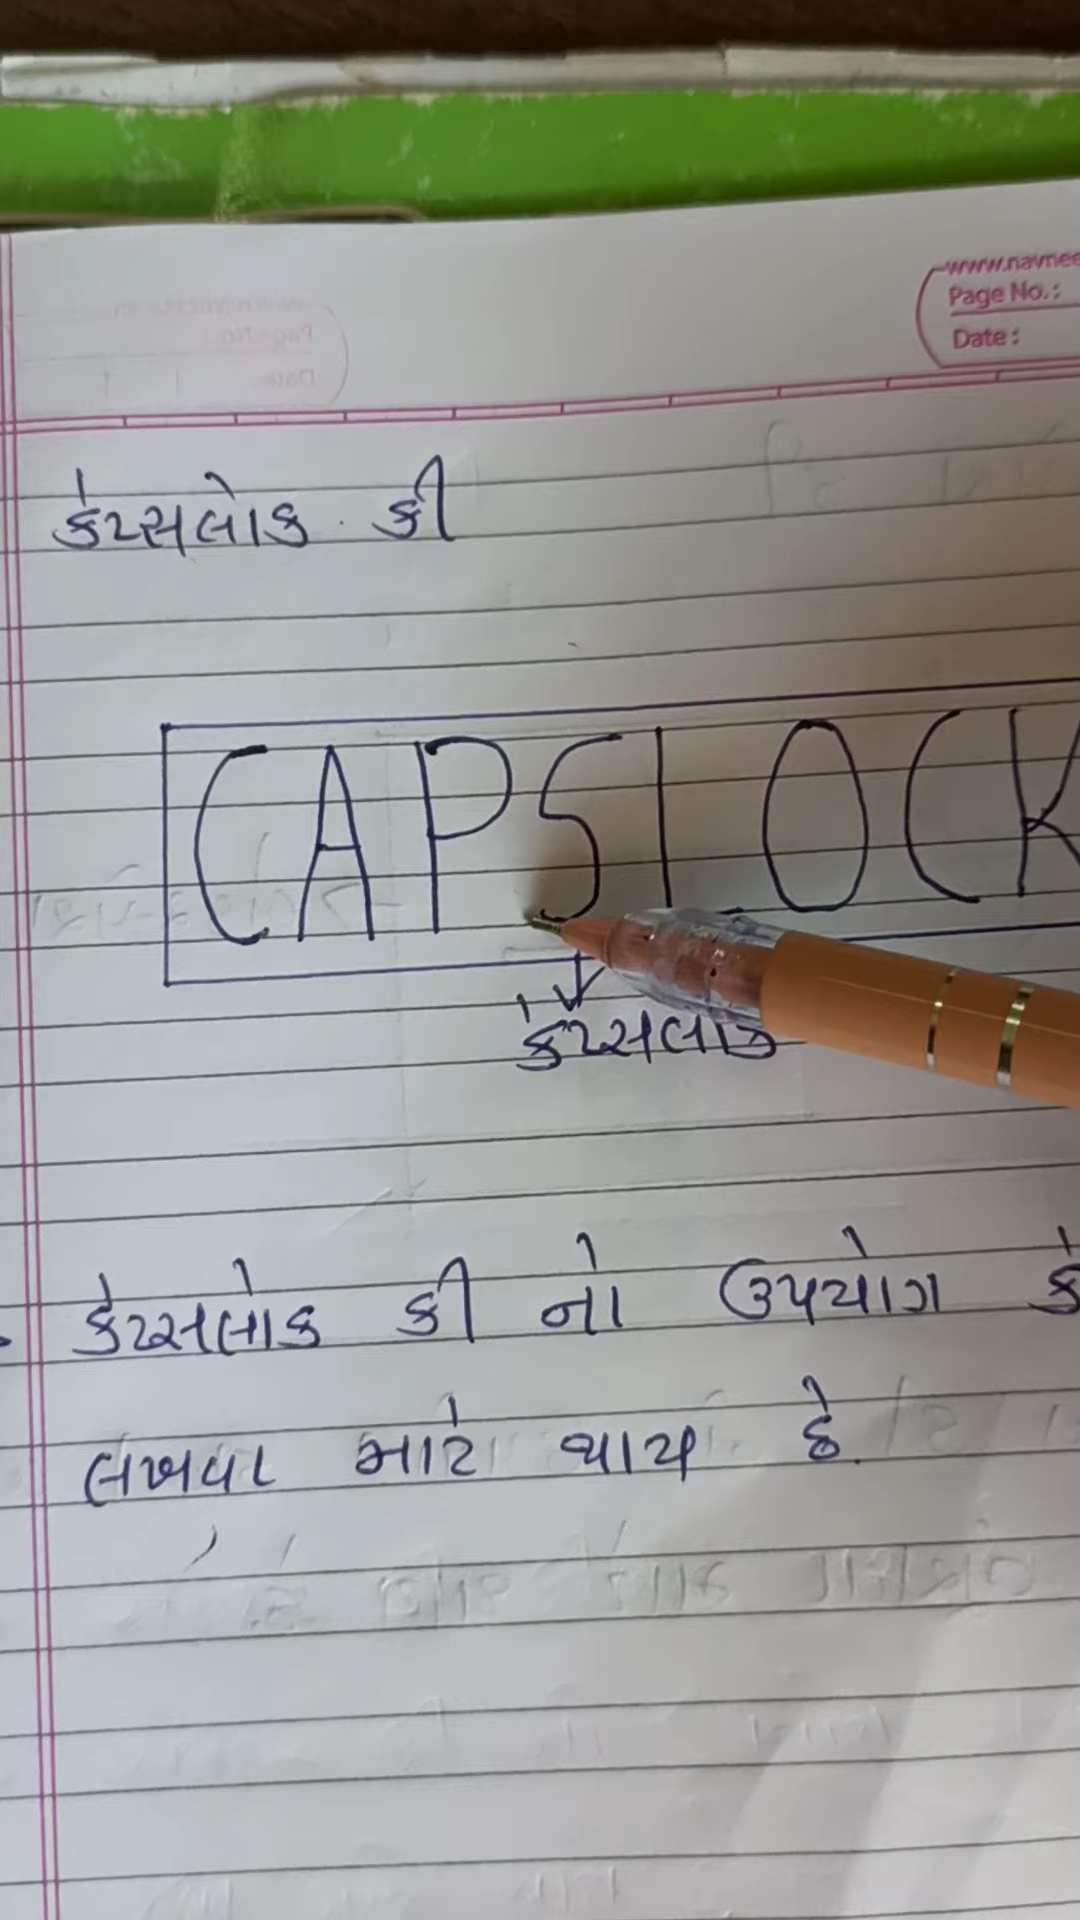 www.navnee
Page No.:
Date:
કેપ્સલોક કી
CAPSLOCK
કેપ્સલોક
કેપ્સલોક કી નો ઉપયોગ કે
લખવા માટે થાય છે.